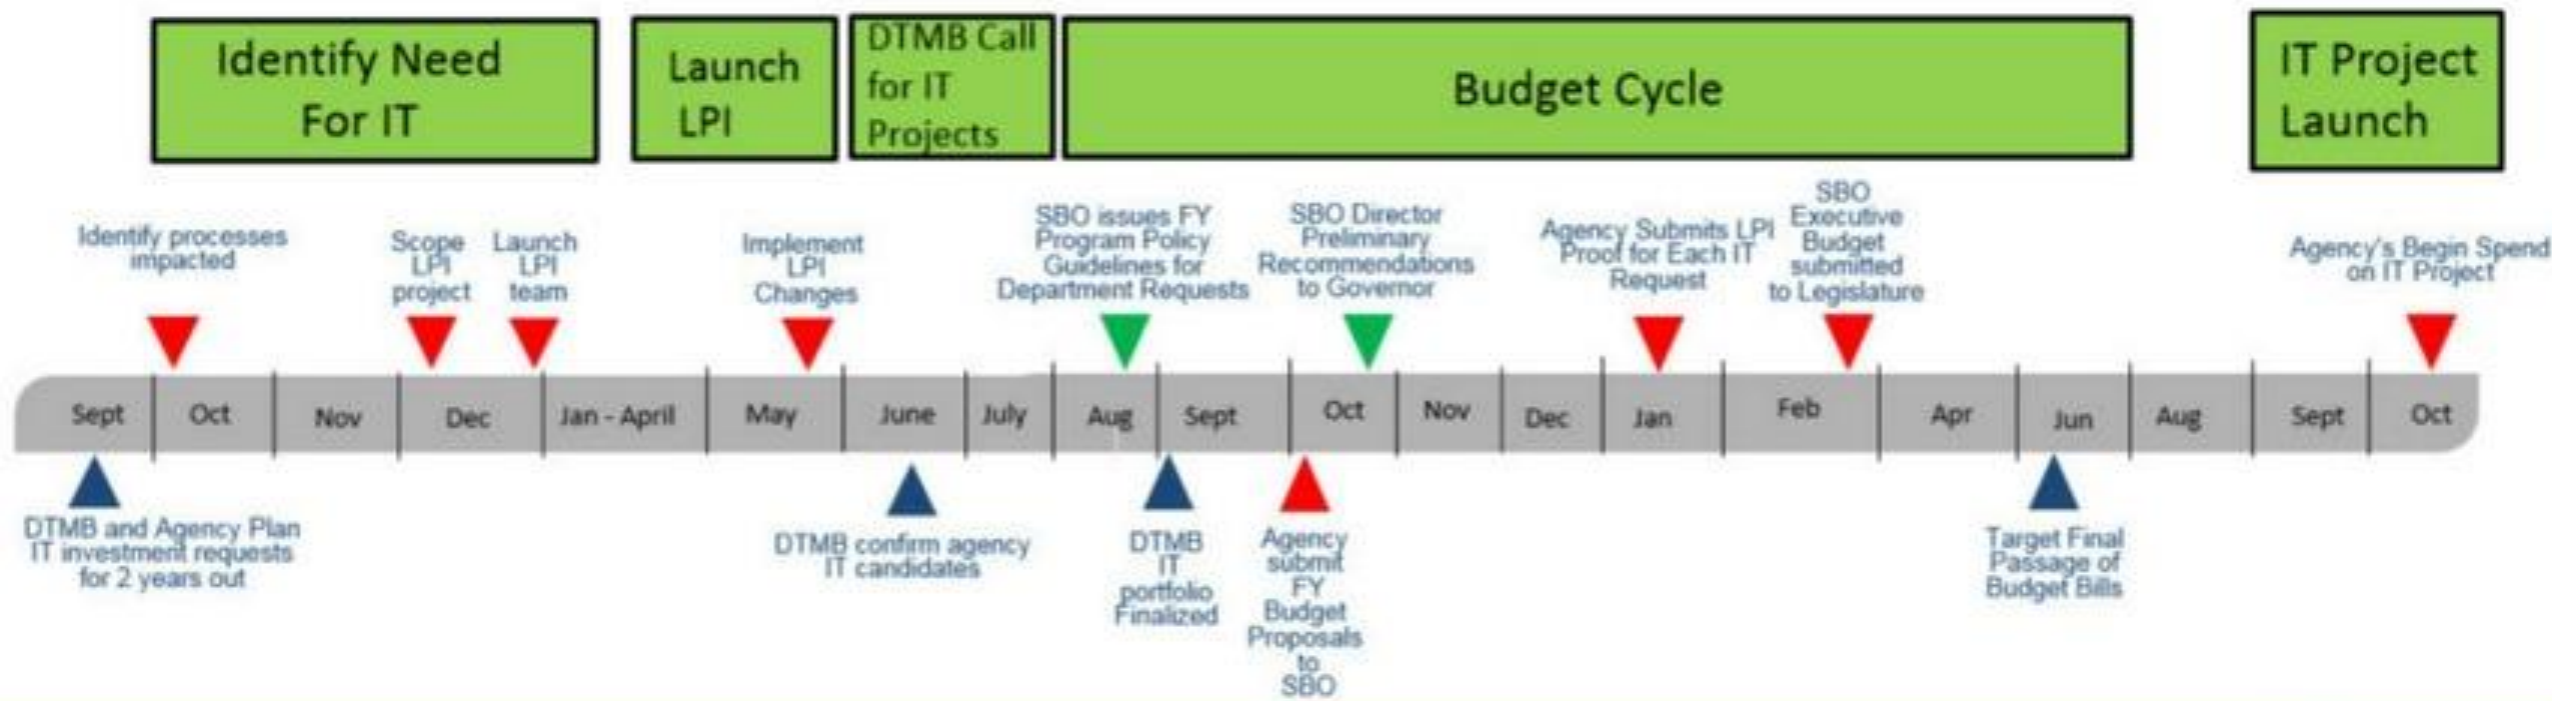 Identify Need
For IT
Launch
LPI
DTMB Call
for IT
Projects
Budget Cycle
IT Project
Launch
Identify processes
impacted
Scope
LPI
project
Launch
LPI
team
Implement
LPI
Changes
SBO issues FY
Program Policy
Guidelines for
Department Requests
SBO Director
Preliminary
Recommendations
to Governor
Agency Submits LPI
Proof for Each IT
Request
SBO
Executive
Budget
submitted
to Legislature
Agency's Begin Spend
on IT Project
Sept
Oct
Nov
Dec
Jan - April
May
June
July
Aug
Sept
Oct
Nov
Dec
Jan
Feb
Apr
Jun
Aug
Sept
Oct
DTMB and Agency Plan
IT investment requests
for 2 years out
DTMB confirm agency
IT candidates
DTMB
IT
portfolio
Finalized
Agency
submit
FY
Budget
Proposals
to
SBO
Target Final
Passage of
Budget Bills